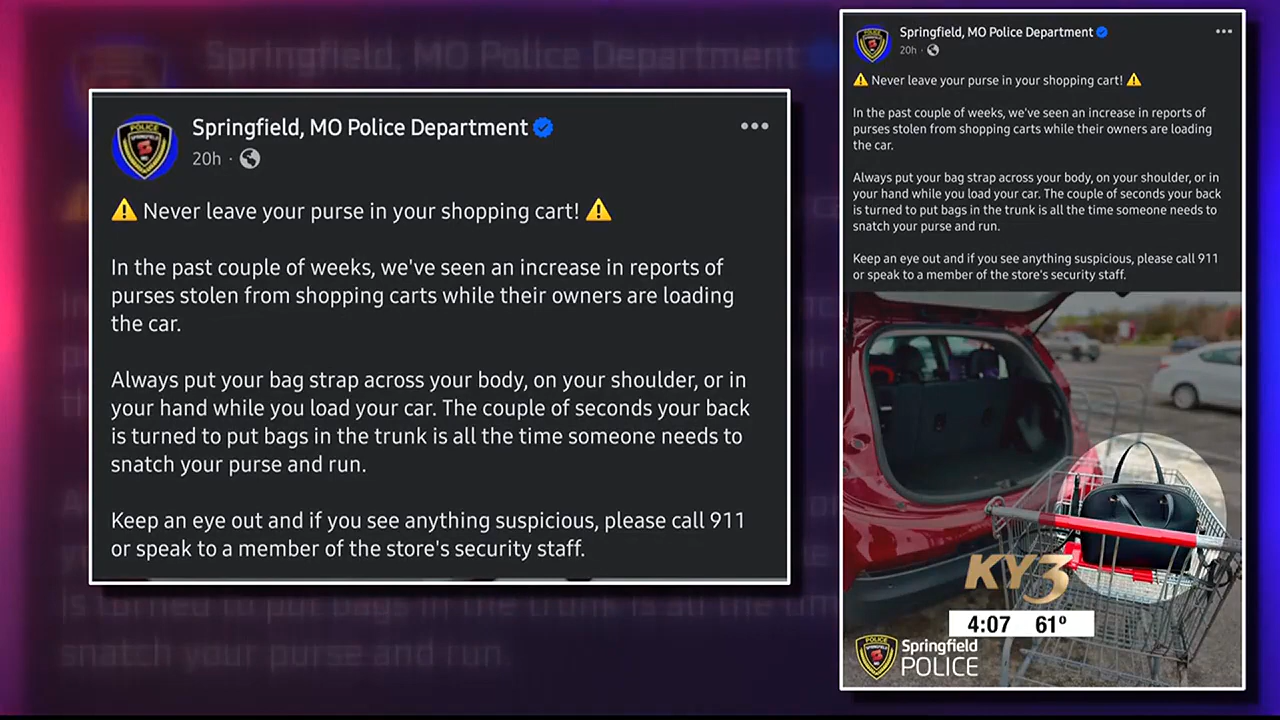 Springfield, MO Police Department
20h ·
⚠ Never leave your purse in your shopping cart! ⚠
In the past couple of weeks, we've seen an increase in reports of
purses stolen from shopping carts while their owners are loading
the car.
Always put your bag strap across your body, on your shoulder, or in
your hand while you load your car. The couple of seconds your back
is turned to put bags in the trunk is all the time someone needs to
snatch your purse and run.
Keep an eye out and if you see anything suspicious, please call 911
or speak to a member of the store's security staff.
Springfield, MO Police Department
20h ·
⚠ Never leave your purse in your shopping cart! ⚠
In the past couple of weeks, we've seen an increase in reports of
purses stolen from shopping carts while their owners are loading
the car.
Always put your bag strap across your body, on your shoulder, or in
your hand while you load your car. The couple of seconds your back
is turned to put bags in the trunk is all the time someone needs to
snatch your purse and run.
Keep an eye out and if you see anything suspicious, please call 911
or speak to a member of the store's security staff.
KY3
4:07 61°
Springfield
POLICE